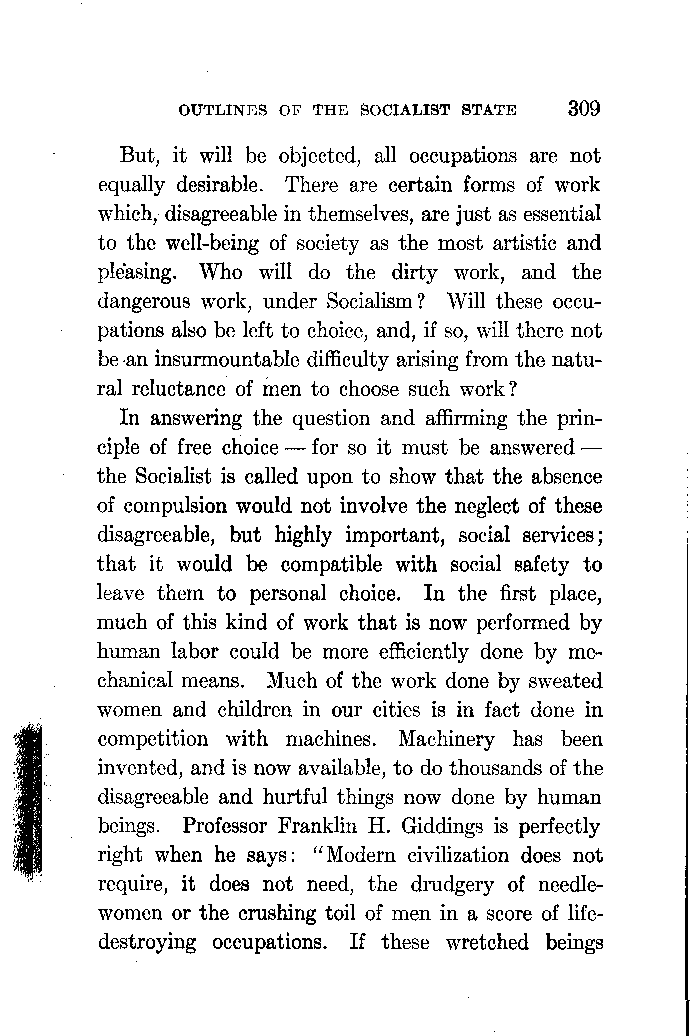 OUTLINES OF THE SOCIALIST STATE 309
But, it will be objected, all occupations are not
equally desirable. There are certain forms of work
which, disagreeable in themselves, are just as essential
to the well-being of society as the most artistic and
pleasing. Who will do the dirty work, and the
dangerous work, under Socialism? Will these occu-
pations also be left to choice, and, if so, will there not
be an insurmountable difficulty arising from the natu-
ral reluctance of men to choose such work?
In answering the question and affirming the prin-
ciple of free choice — for so it must be answered —
the Socialist is called upon to show that the absence
of compulsion would not involve the neglect of these
disagreeable, but highly important, social services;
that it would be compatible with social safety to
leave them to personal choice. In the first place,
much of this kind of work that is now performed by
human labor could be more efficiently done by me-
chanical means. Much of the work done by sweated
women and children in our cities is in fact done in
competition with machines. Machinery has been
invented, and is now available, to do thousands of the
disagreeable and hurtful things now done by human
beings. Professor Franklin H. Giddings is perfectly
right when he says: "Modern civilization does not
require, it does not need, the drudgery of needle-
women or the crushing toil of men in a score of life-
destroying occupations. If these wretched beings